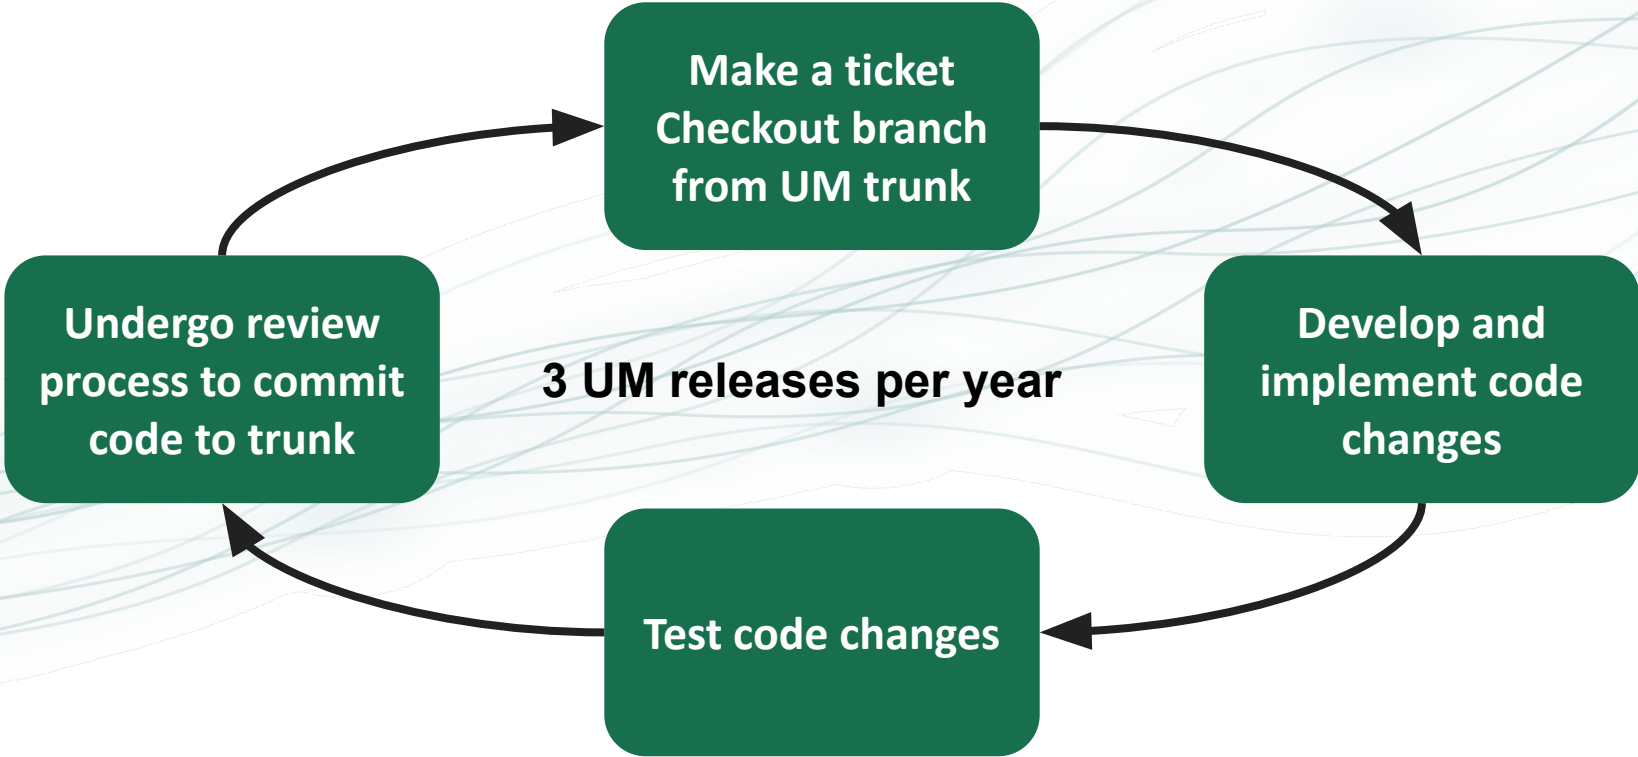 Make a ticket
Checkout branch
from UM trunk
Undergo review
process to commit
code to trunk
3 UM releases per year
Develop and
implement code
changes
Test code changes